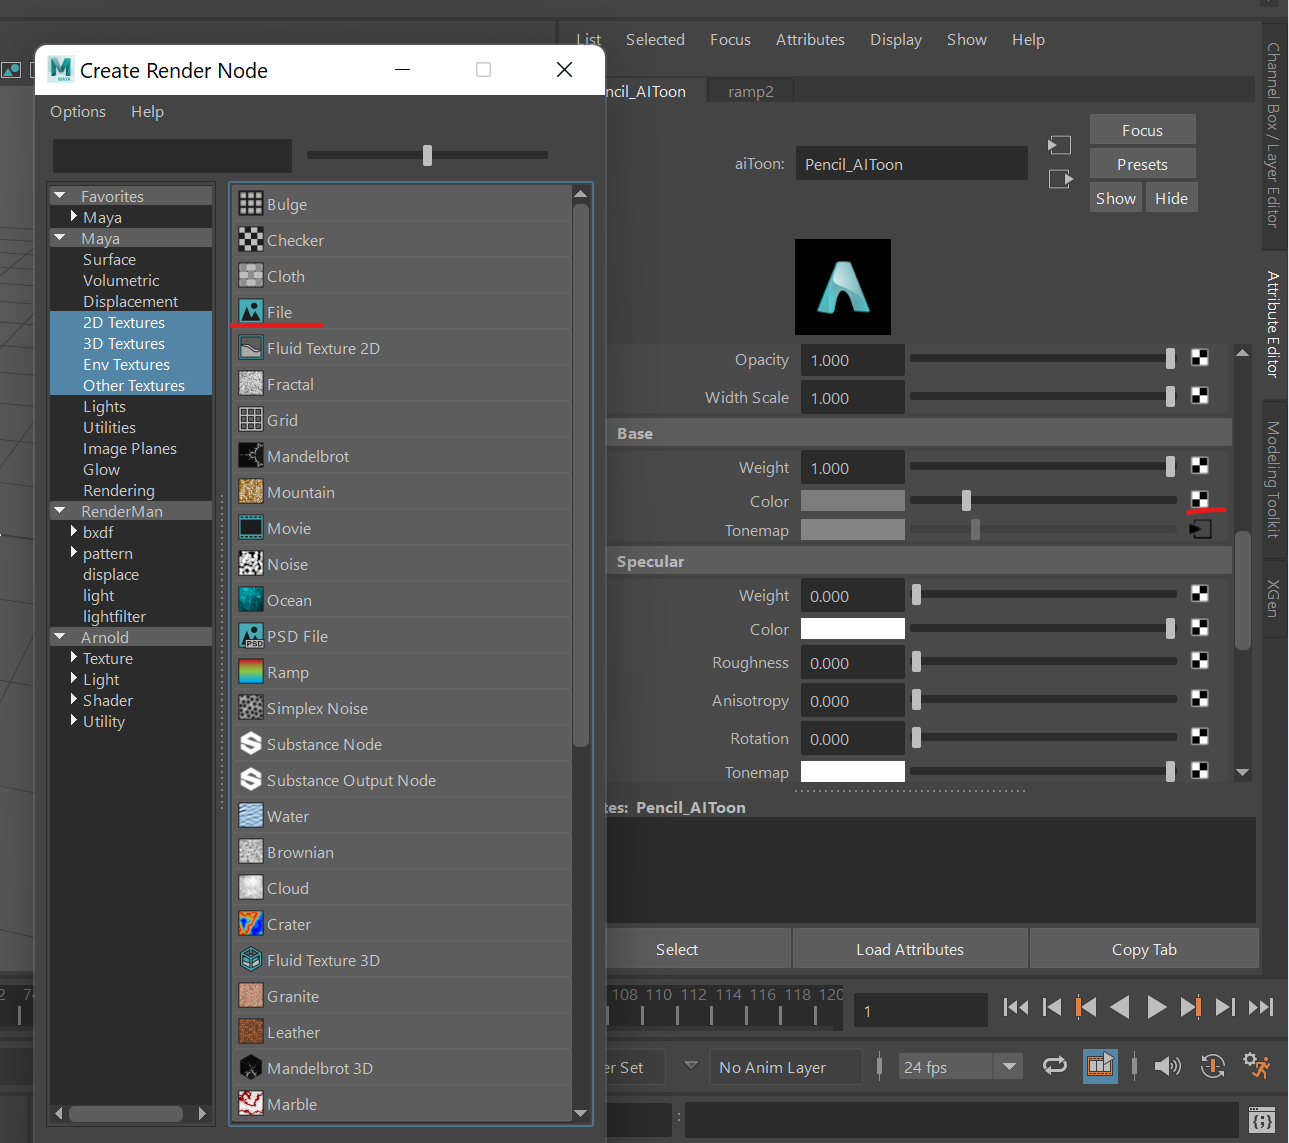 Create Render Node
Options Help
Favorites
Maya
Maya
Surface
Volumetric
Displacement
2D Textures
3D Textures
Env Textures
Other Textures
Lights
Utilities
Image Planes
Glow
Rendering
RenderMan
bxdf
pattern
displace
light
lightfilter
Arnold
Texture
Light
Shader
Utility
Bulge
Checker
Cloth
File
Fluid Texture 2D
Fractal
Grid
Mandelbrot
Mountain
Movie
Noise
Ocean
PSD File
Ramp
Simplex Noise
Substance Node
Substance Output Node
Water
Brownian
Cloud
Crater
Fluid Texture 3D
Granite
Leather
Mandelbrot 3D
Marble
List Selected Focus Attributes Display Show Help
ncil_AIToon ramp2
aiToon: Pencil_AIToon
Focus
Presets
Show Hide
Opacity 1.000
Width Scale 1.000
Base
Weight 1.000
Color
Tonemap
Specular
Weight 0.000
Color
Roughness 0.000
Anisotropy 0.000
Rotation 0.000
Tonemap
tes: Pencil_AIToon
Select Load Attributes Copy Tab
Channel Box / Layer Editor
Attribute Editor
Modeling Toolkit
XGen
2 74 108 110 112 114 116 118 120 1
er Set No Anim Layer 24 fps
: